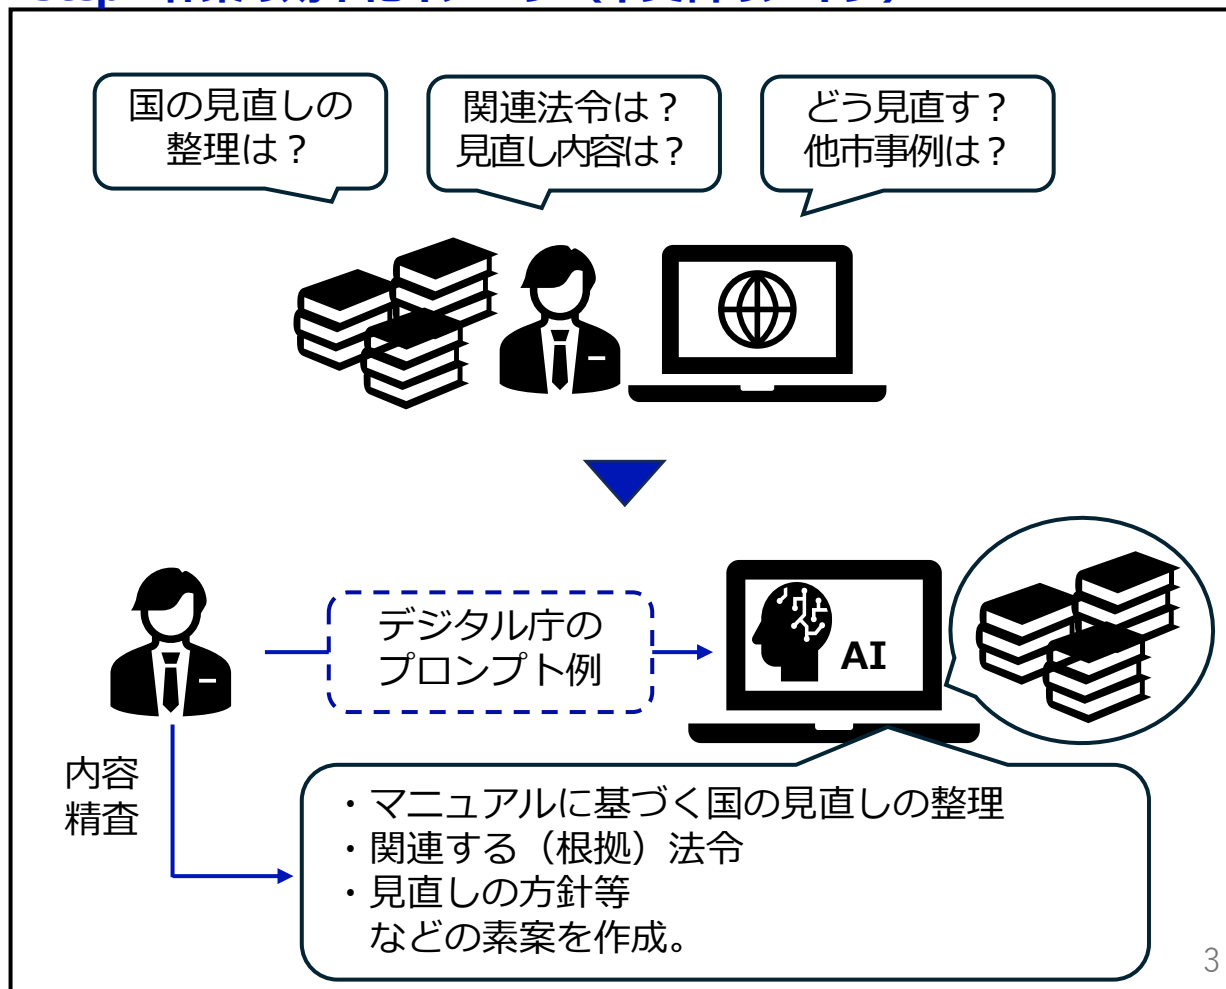 国の見直しの
整理は？
関連法令は？
見直し内容は？
どう見直す？
他市事例は？
デジタル庁の
プロンプト例
AI
内容
精査
・マニュアルに基づく国の見直しの整理
・関連する（根拠）法令
・見直しの方針等
などの素案を作成。
3